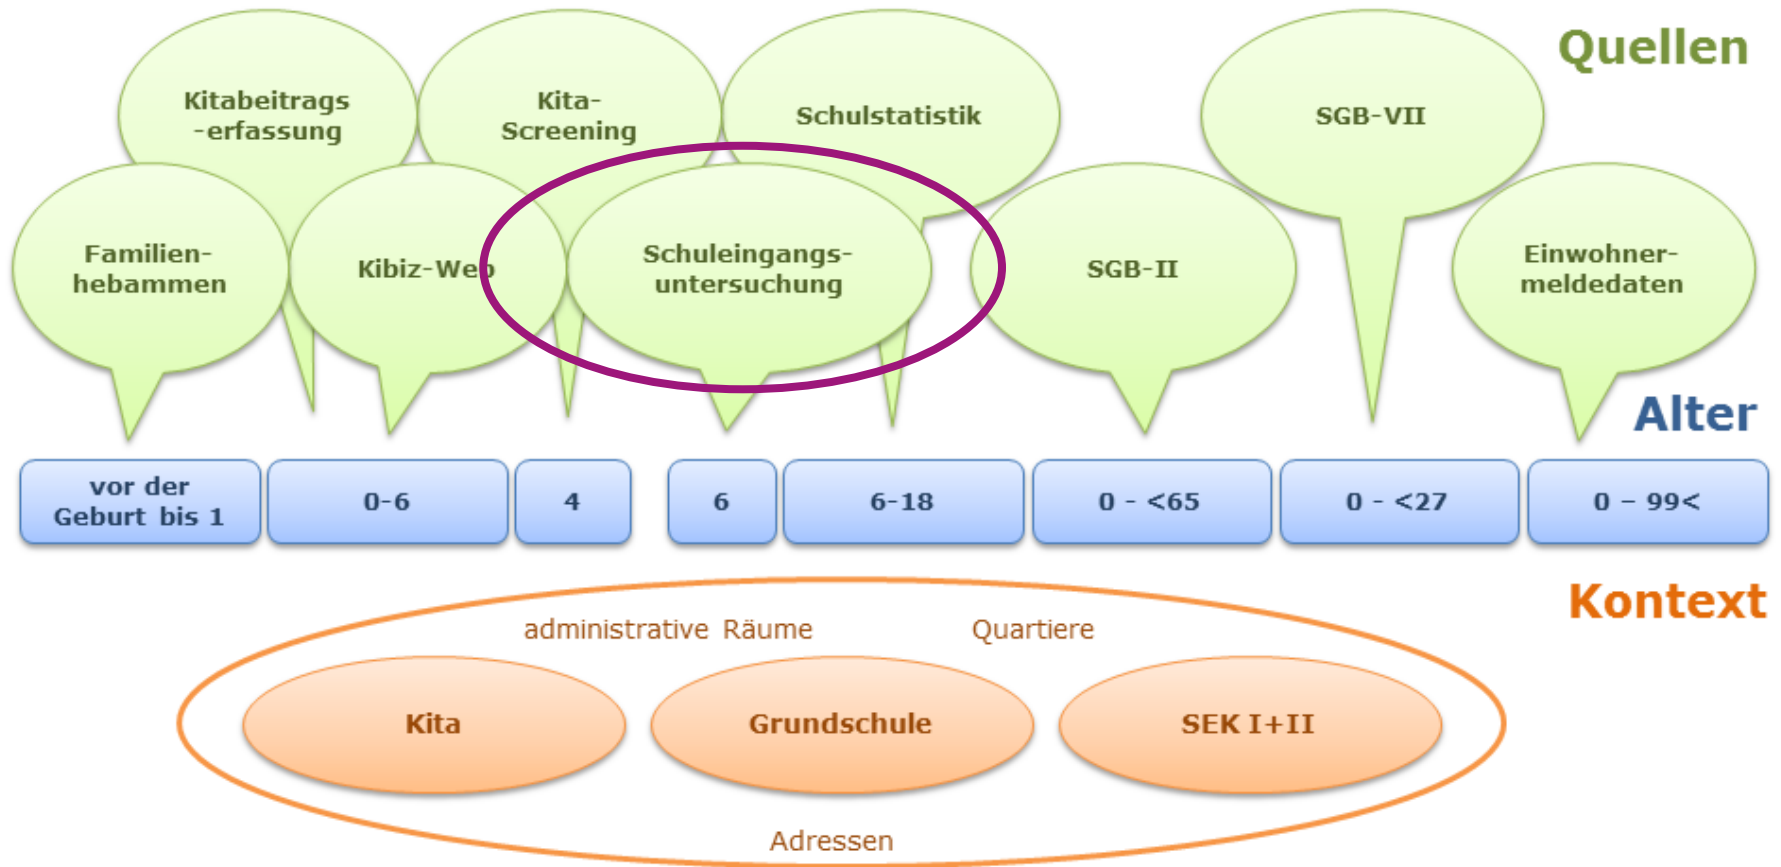 Quellen
Kitabeitrags
-erfassung
Kita-
Screening
Schulstatistik
SGB-VII
Familien-
hebammen
Kibiz-Web
Schuleingangs-
untersuchung
SGB-II
Einwohner-
meldedaten
Alter
vor der
Geburt bis 1
0-6
4
6
6-18
0 - <65
0 - <27
0 – 99<
Kontext
administrative Räume
Quartiere
Kita
Grundschule
SEK I+II
Adressen